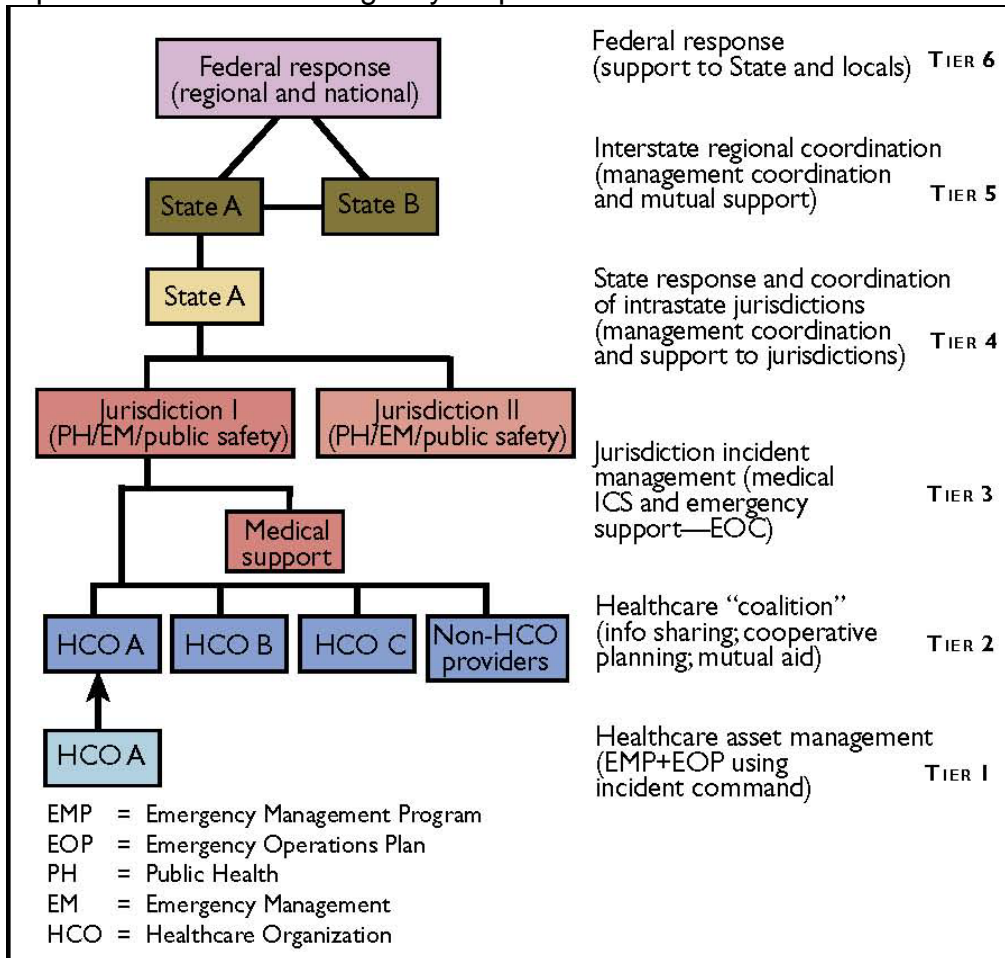 Federal response
(regional and national)
Federal response
(support to State and locals)
TIER 6
State A
State B
Interstate regional coordination
(management coordination
and mutual support)
TIER 5
State A
State response and coordination
of intrastate jurisdictions
(management coordination
and support to jurisdictions)
TIER 4
Jurisdiction I
(PH/EM/public safety)
Jurisdiction II
(PH/EM/public safety)
Medical
support
Jurisdiction incident
management (medical
ICS and emergency
support—EOC)
TIER 3
HCO A
HCO B
HCO C
Non-HCO
providers
Healthcare “coalition”
(info sharing; cooperative
planning; mutual aid)
TIER 2
HCO A
Healthcare asset management
(EMP+EOP using
incident command)
TIER 1
EMP = Emergency Management Program
EOP = Emergency Operations Plan
PH = Public Health
EM = Emergency Management
HCO = Healthcare Organization